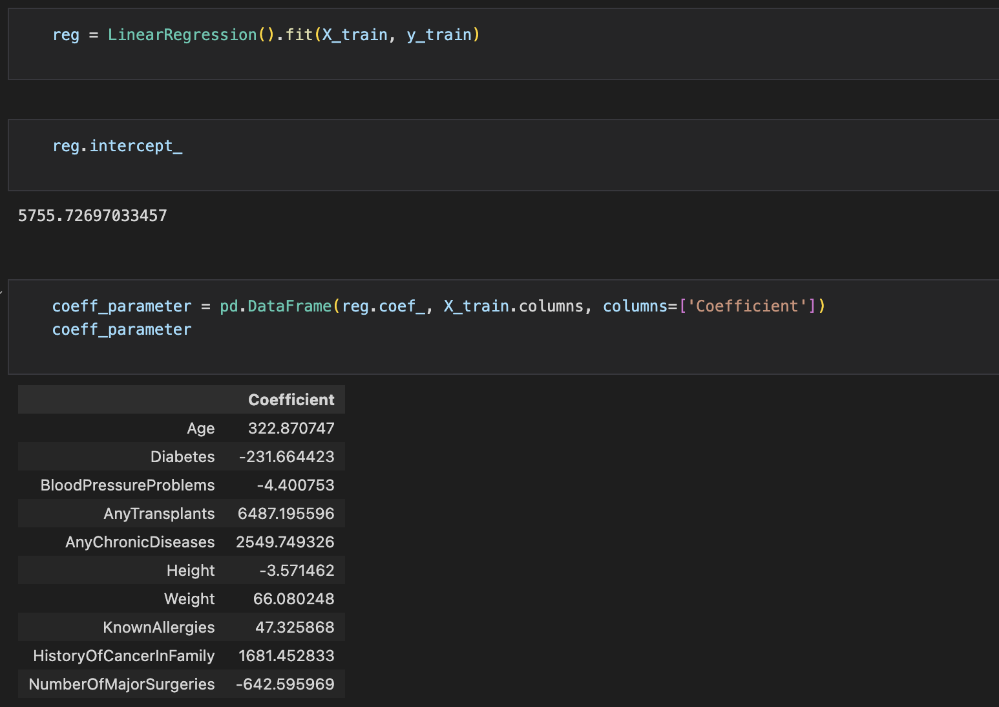 reg = LinearRegression().fit(X_train, y_train)
reg.intercept_
5755.72697033457
coeff_parameter = pd.DataFrame(reg.coef_, X_train.columns, columns=['Coefficient'])
coeff_parameter
Coefficient
Age 322.870747
Diabetes -231.664423
BloodPressureProblems -4.400753
AnyTransplants 6487.195596
AnyChronicDiseases 2549.749326
Height -3.571462
Weight 66.080248
KnownAllergies 47.325868
HistoryOfCancerInFamily 1681.452833
NumberOfMajorSurgeries -642.595969